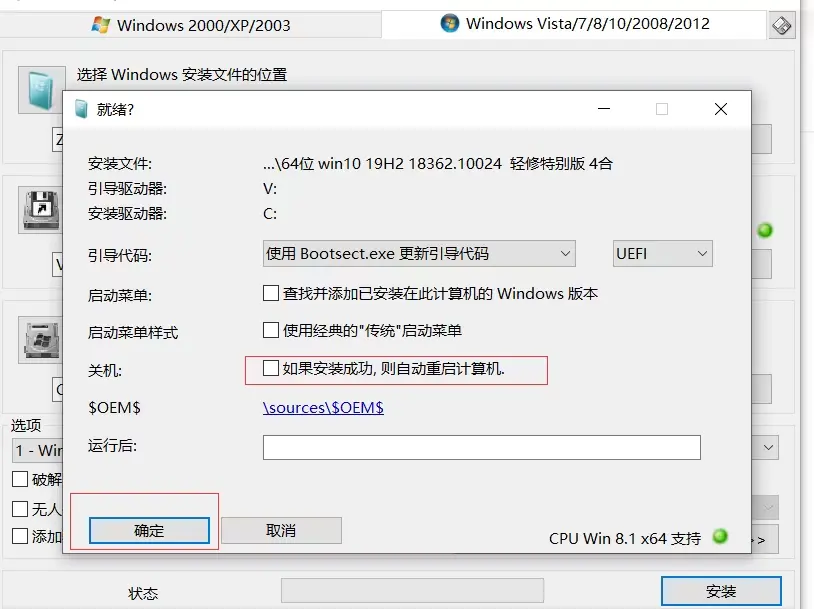 Windows 2000/XP/2003
Windows Vista/7/8/10/2008/2012
选择 Windows 安装文件的位置
就绪?
安装文件:
...\64位 win10 19H2 18362.10024 轻修特别版 4合
引导驱动器:
V:
安装驱动器:
C:
引导代码:
使用 Bootsect.exe 更新引导代码
UEFI
启动菜单:
查找并添加已安装在此计算机的 Windows 版本
启动菜单样式
使用经典的"传统"启动菜单
关机:
如果安装成功, 则自动重启计算机.
$OEM$
\sources\$OEM$
选项
运行后:
1 - Wir
破解
无人
添加
确定
取消
CPU Win 8.1 x64 支持
>
状态
安装